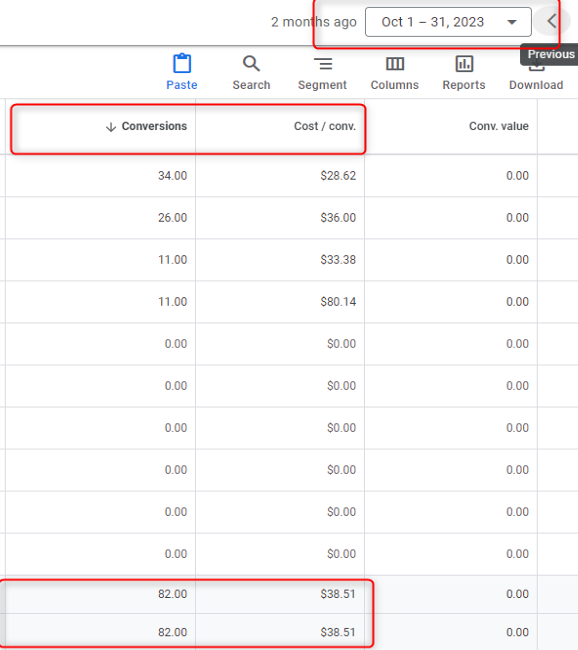 2 months ago Oct 1 – 31, 2023
Previous
Paste Search Segment Columns Reports Download
Conversions Cost / conv. Conv. value
34.00 $28.62 0.00
26.00 $36.00 0.00
11.00 $33.38 0.00
11.00 $80.14 0.00
0.00 $0.00 0.00
0.00 $0.00 0.00
0.00 $0.00 0.00
0.00 $0.00 0.00
0.00 $0.00 0.00
0.00 $0.00 0.00
82.00 $38.51 0.00
82.00 $38.51 0.00